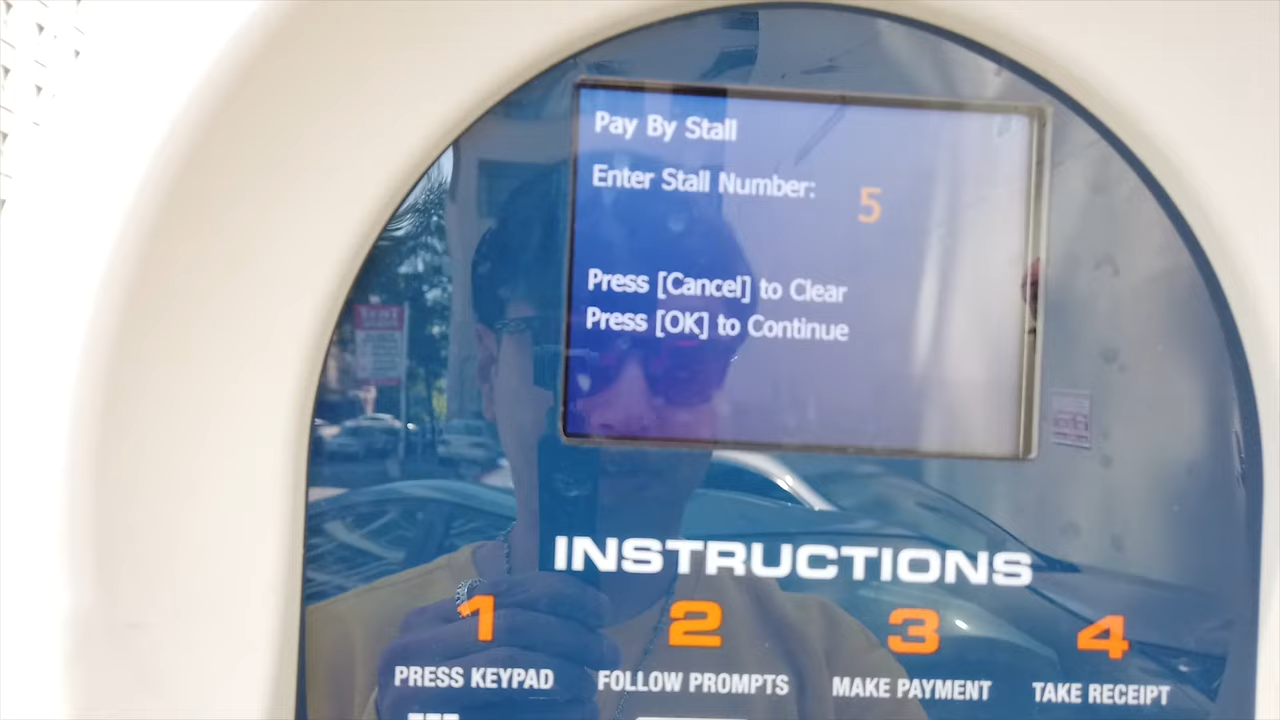 Pay By Stall
Enter Stall Number: 5
Press [Cancel] to Clear
Press [OK] to Continue
INSTRUCTIONS
1 2 3 4
PRESS KEYPAD FOLLOW PROMPTS MAKE PAYMENT TAKE RECEIPT